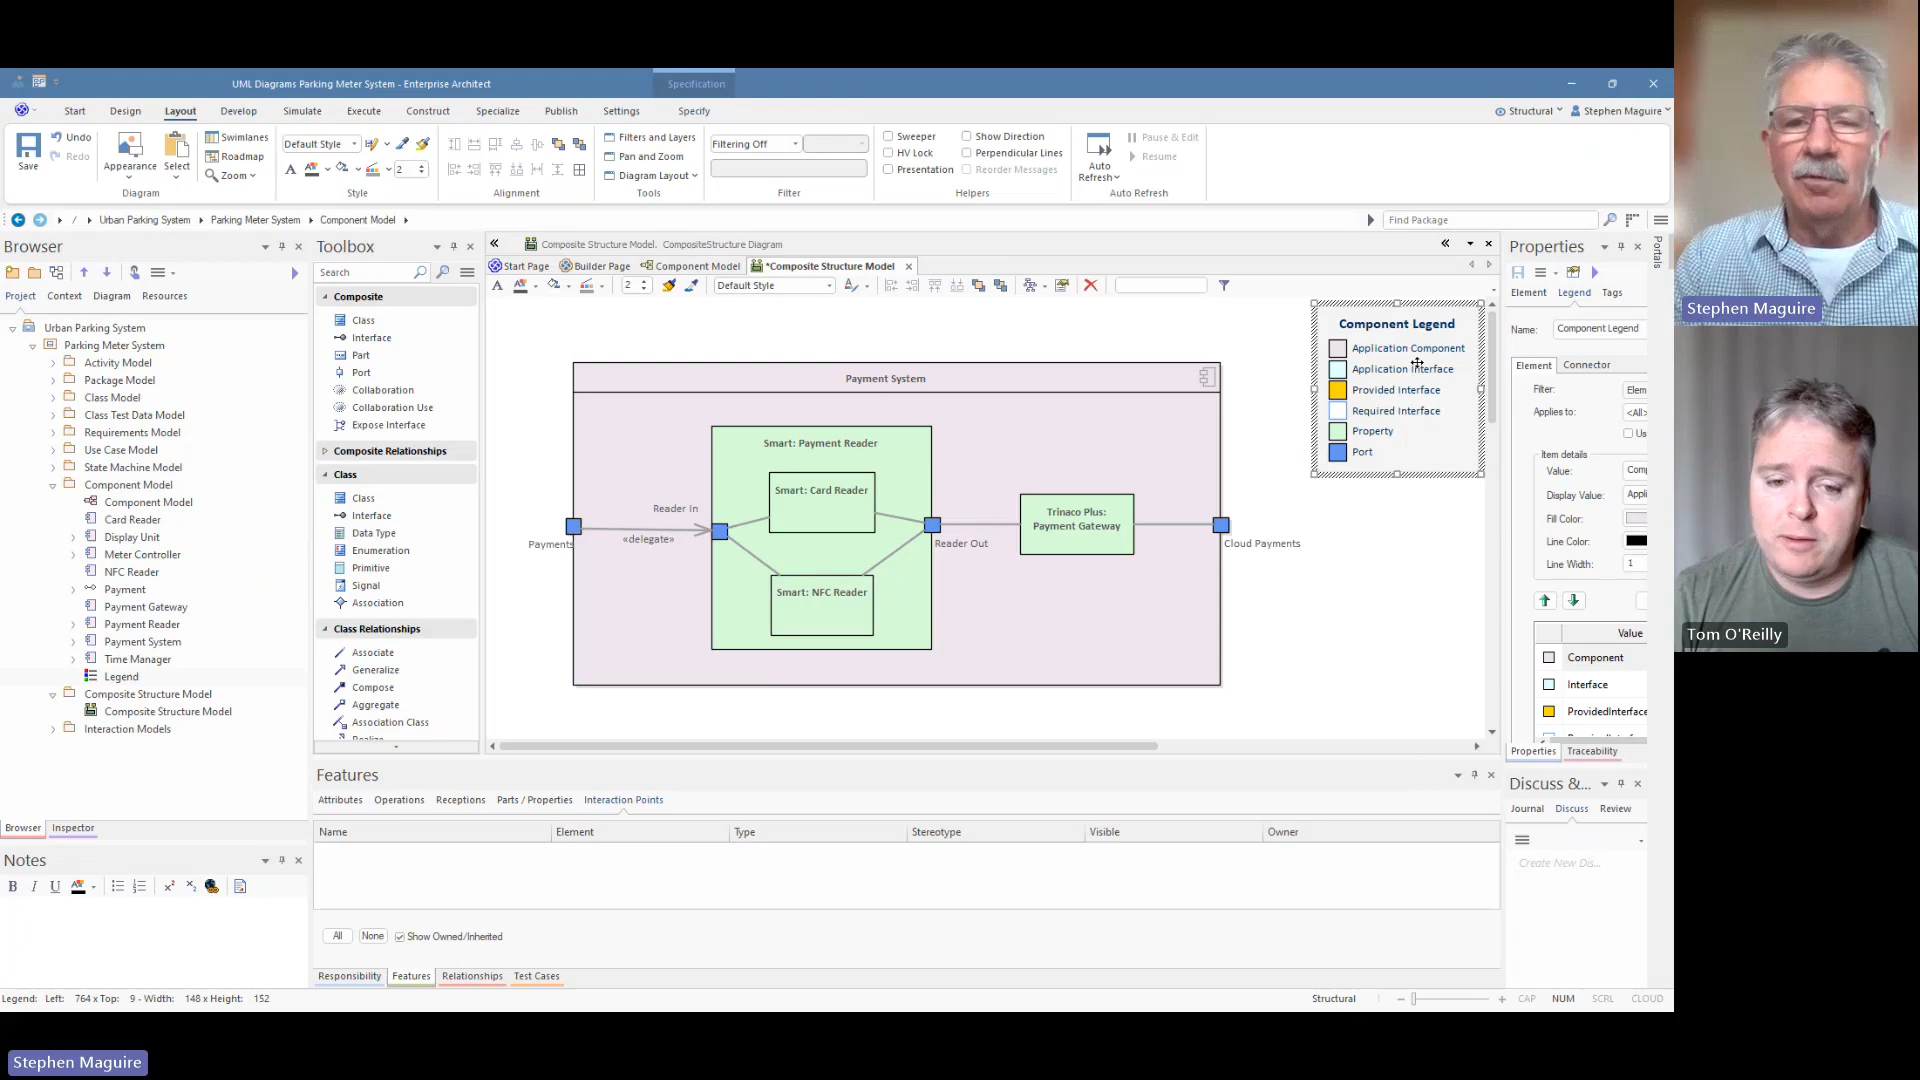 UML Diagrams Parking Meter System - Enterprise Architect
Specification
Start Design Layout Develop Simulate Execute Construct Specialize Publish Settings Specify
Structural Stephen Maguire
Save
Undo
Redo
Appearance
Select
Swimlanes
Roadmap
Zoom
Diagram
Default Style
2
Style
Alignment
Filters and Layers
Pan and Zoom
Diagram Layout
Tools
Filtering Off
Filter
Sweeper
HV Lock
Presentation
Show Direction
Perpendicular Lines
Reorder Messages
Helpers
Auto
Refresh
Pause & Edit
Resume
Auto Refresh
/ Urban Parking System Parking Meter System Component Model
Find Package
Browser
Project Context Diagram Resources
Urban Parking System
Parking Meter System
Activity Model
Package Model
Class Model
Class Test Data Model
Requirements Model
Use Case Model
State Machine Model
Component Model
Component Model
Card Reader
Display Unit
Meter Controller
NFC Reader
Payment
Payment Gateway
Payment Reader
Payment System
Time Manager
Legend
Composite Structure Model
Composite Structure Model
Interaction Models
Browser Inspector
Notes
B I U
Toolbox
Search
Composite
Class
Interface
Part
Port
Collaboration
Collaboration Use
Expose Interface
Composite Relationships
Class
Class
Interface
Data Type
Enumeration
Primitive
Signal
Association
Class Relationships
Associate
Generalize
Compose
Aggregate
Association Class
Realize
Composite Structure Model. CompositeStructure Diagram
Start Page Builder Page Component Model *Composite Structure Model
2 Default Style
Payment System
Smart: Payment Reader
Smart: Card Reader
Smart: NFC Reader
Reader In
«delegate»
Payments
Reader Out
Trinaco Plus:
Payment Gateway
Cloud Payments
Component Legend
Application Component
Application Interface
Provided Interface
Required Interface
Property
Port
Features
Attributes Operations Receptions Parts / Properties Interaction Points
Name Element Type Stereotype Visible Owner
All None Show Owned/Inherited
Responsibility Features Relationships Test Cases
Properties
Element Legend Tags
Name: Component Legend
Element Connector
Filter: Elem
Applies to: <All>
Us
Item details
Value: Comp
Display Value: Appli
Fill Color:
Line Color:
Line Width: 1
Value
Component
Interface
ProvidedInterface
Properties Traceability
Portals
Discuss &...
Journal Discuss Review
Create New Dis...
Legend: Left: 764 x Top: 9 - Width: 148 x Height: 152
Structural
CAP NUM SCRL CLOUD
Stephen Maguire
Tom O'Reilly
Stephen Maguire